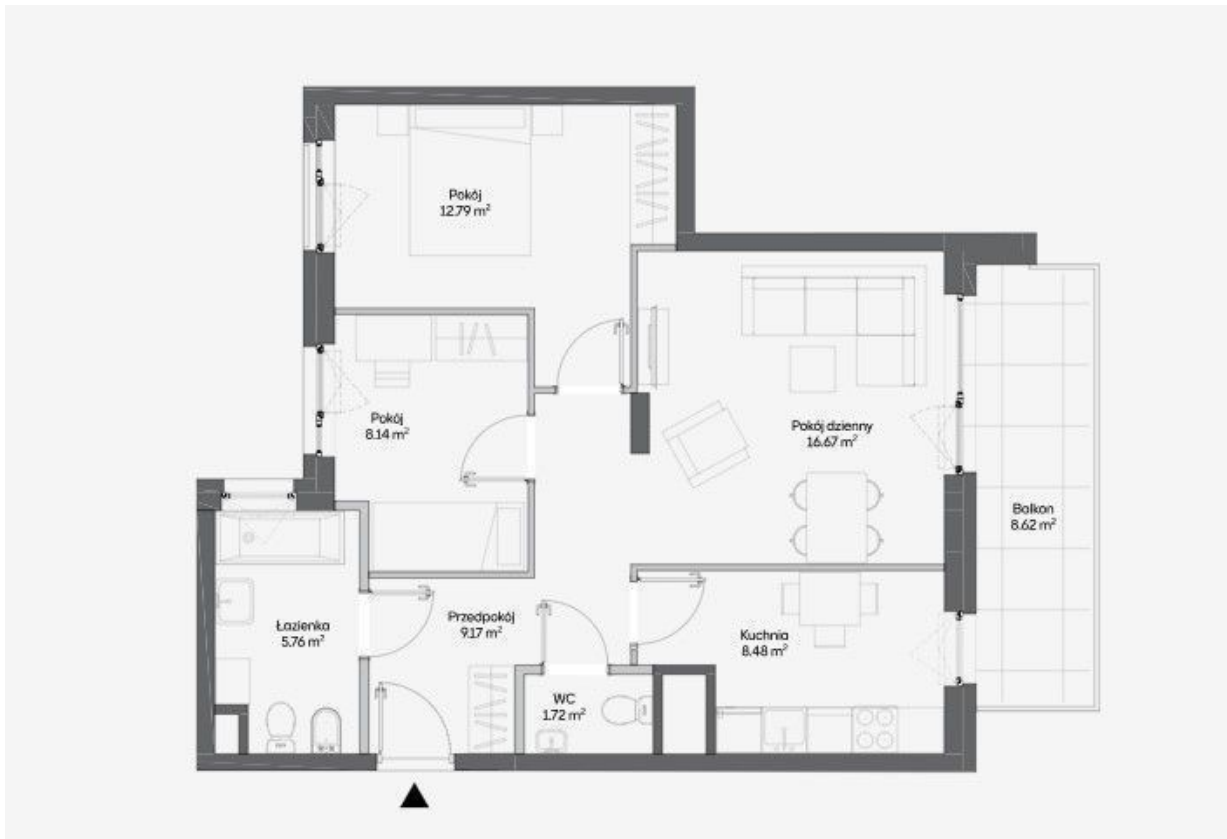 Pokój
12.79 m²
Pokój
8.14 m²
Pokój dzienny
16.67 m²
Balkon
8.62 m²
Łazienka
5.76 m²
Przedpokój
9.17 m²
Kuchnia
8.48 m²
WC
1.72 m²